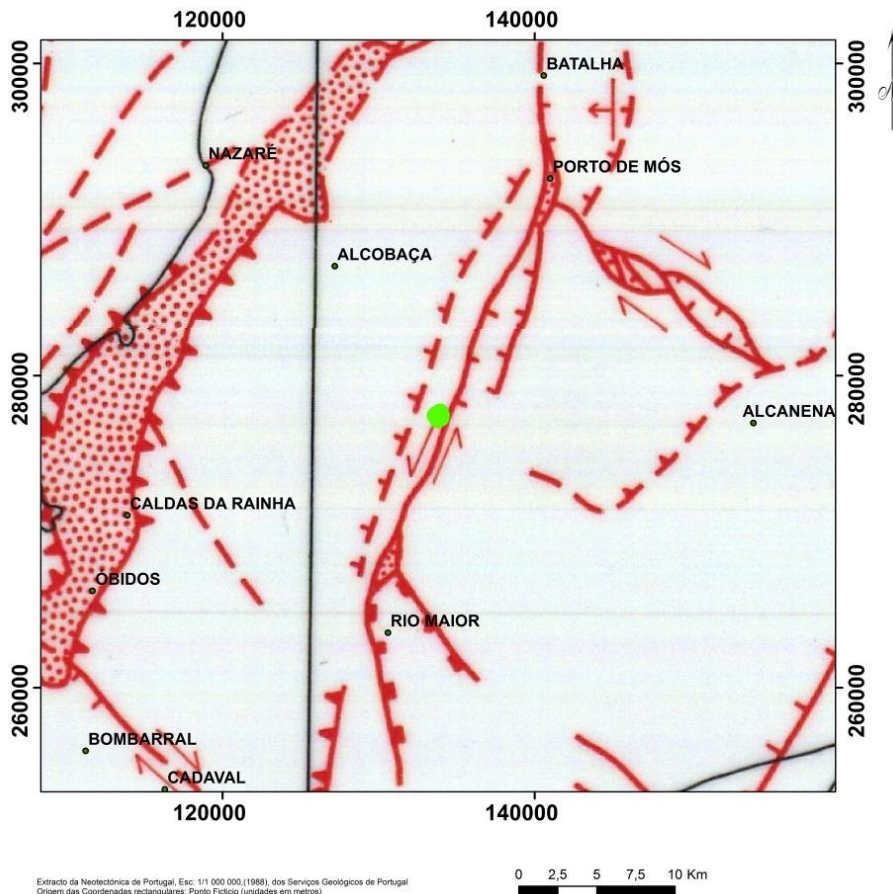 120000
140000
300000
300000
BATALHA
NAZARÉ
PORTO DE MÓS
ALCOBAÇA
280000
280000
ALCANENA
CALDAS DA RAINHA
ÓBIDOS
RIO MAIOR
260000
260000
BOMBARRAL
CADAVAL
120000
140000
0 2,5 5 7,5 10 Km
Extracto da Neotectónica de Portugal, Esc: 1/1 000 000,(1988), dos Serviços Geológicos de Portugal
Origem das Coordenadas rectangulares: Ponto Fictício (unidades em metros)